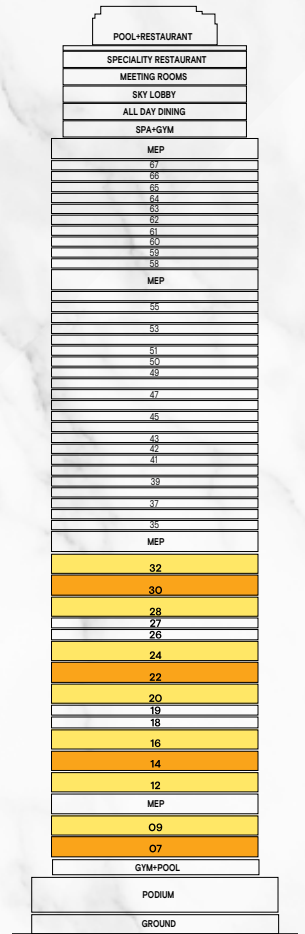 POOL+RESTAURANT
SPECIALITY RESTAURANT
MEETING ROOMS
SKY LOBBY
ALL DAY DINING
SPA+GYM
MEP
67
66
65
64
63
62
61
60
59
58
MEP
55
53
51
50
49
47
45
43
42
41
39
37
35
MEP
32
30
28
27
26
24
22
20
19
18
16
14
12
MEP
09
07
GYM+POOL
PODIUM
GROUND